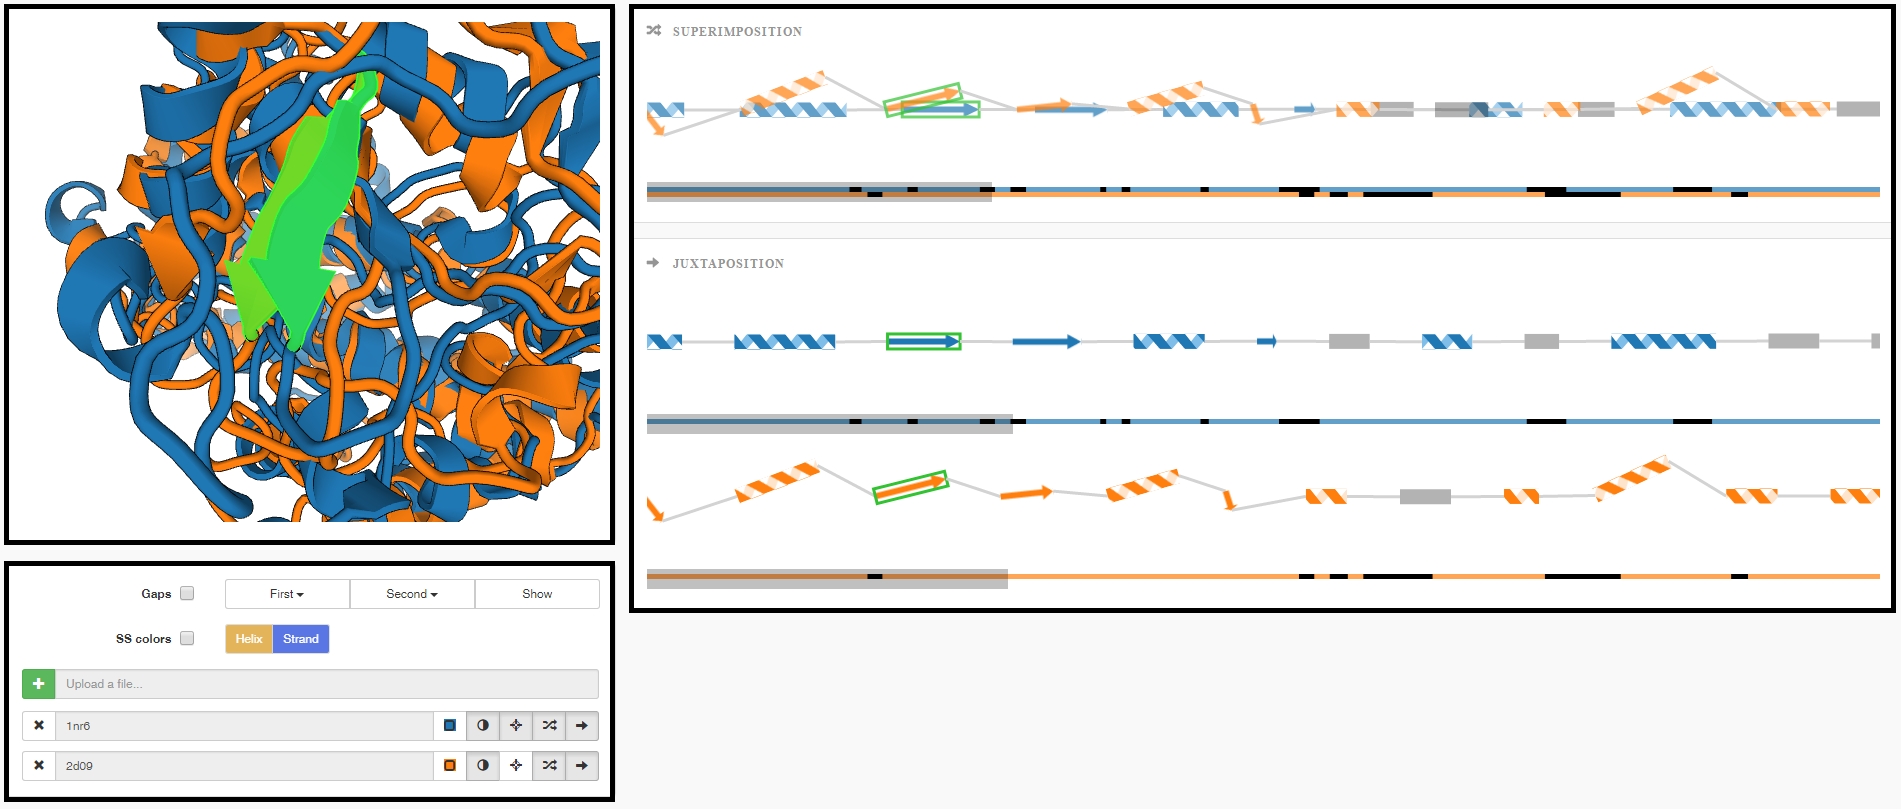 SUPERIMPOSITION
JUXTAPOSITION
Gaps First Second Show
SS colors Helix Strand
Upload a file...
1nr6
2d09